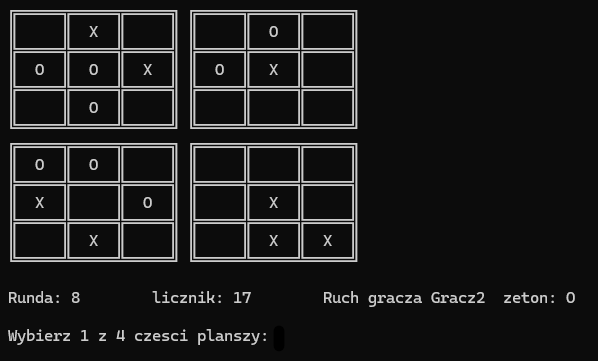 X O
O O X O X
O
O O
X O X
X X X
Runda: 8 licznik: 17 Ruch gracza Gracz2 zeton: O
Wybierz 1 z 4 czesci planszy: